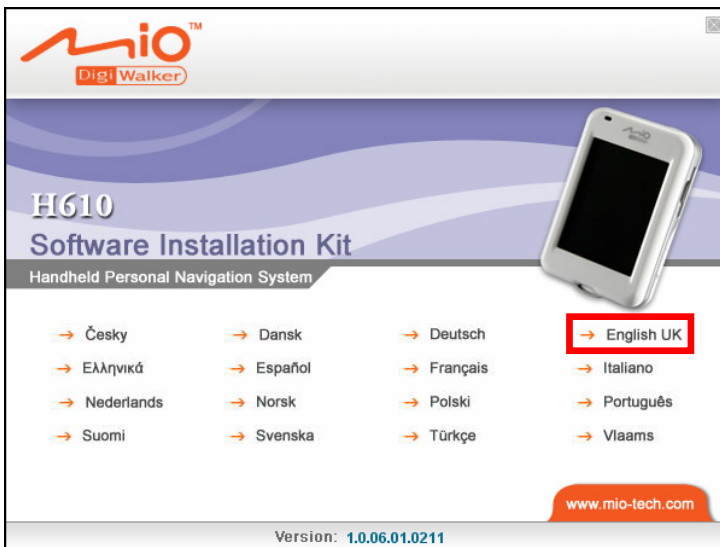 MiO™
Digi Walker
H610
Software Installation Kit
Handheld Personal Navigation System
→ Česky → Dansk → Deutsch → English UK
→ Ελληνικά → Español → Français → Italiano
→ Nederlands → Norsk → Polski → Português
→ Suomi → Svenska → Türkçe → Vlaams
www.mio-tech.com
Version: 1.0.06.01.0211